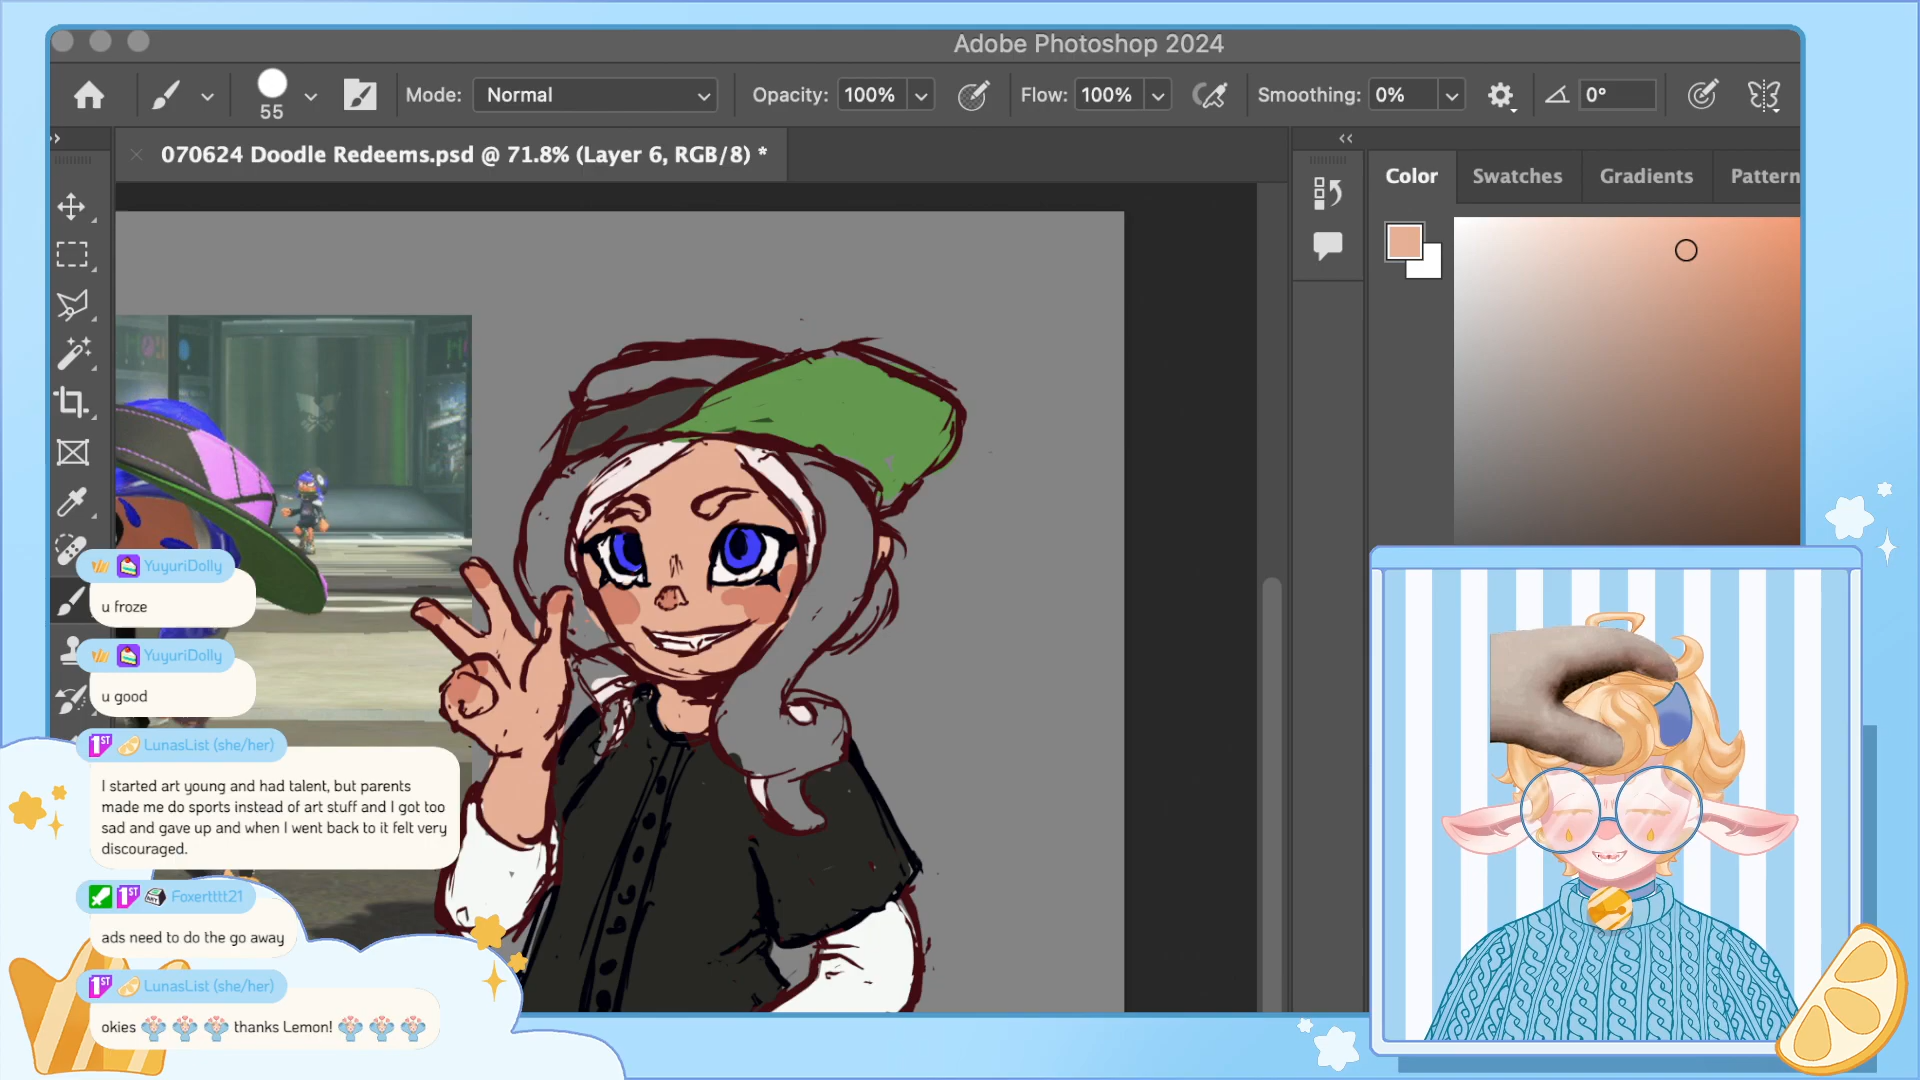 Adobe Photoshop 2024
55
Mode: Normal
Opacity: 100%
Flow: 100%
Smoothing: 0%
0°
070624 Doodle Redeems.psd @ 71.8% (Layer 6, RGB/8) *
Color
Swatches
Gradients
Pattern
YuyuriDolly
u froze
YuyuriDolly
u good
1ST LunasList (she/her)
I started art young and had talent, but parents
made me do sports instead of art stuff and I got too
sad and gave up and when I went back to it felt very
discouraged.
1ST Foxertttt21
ads need to do the go away
1ST LunasList (she/her)
okies thanks Lemon!